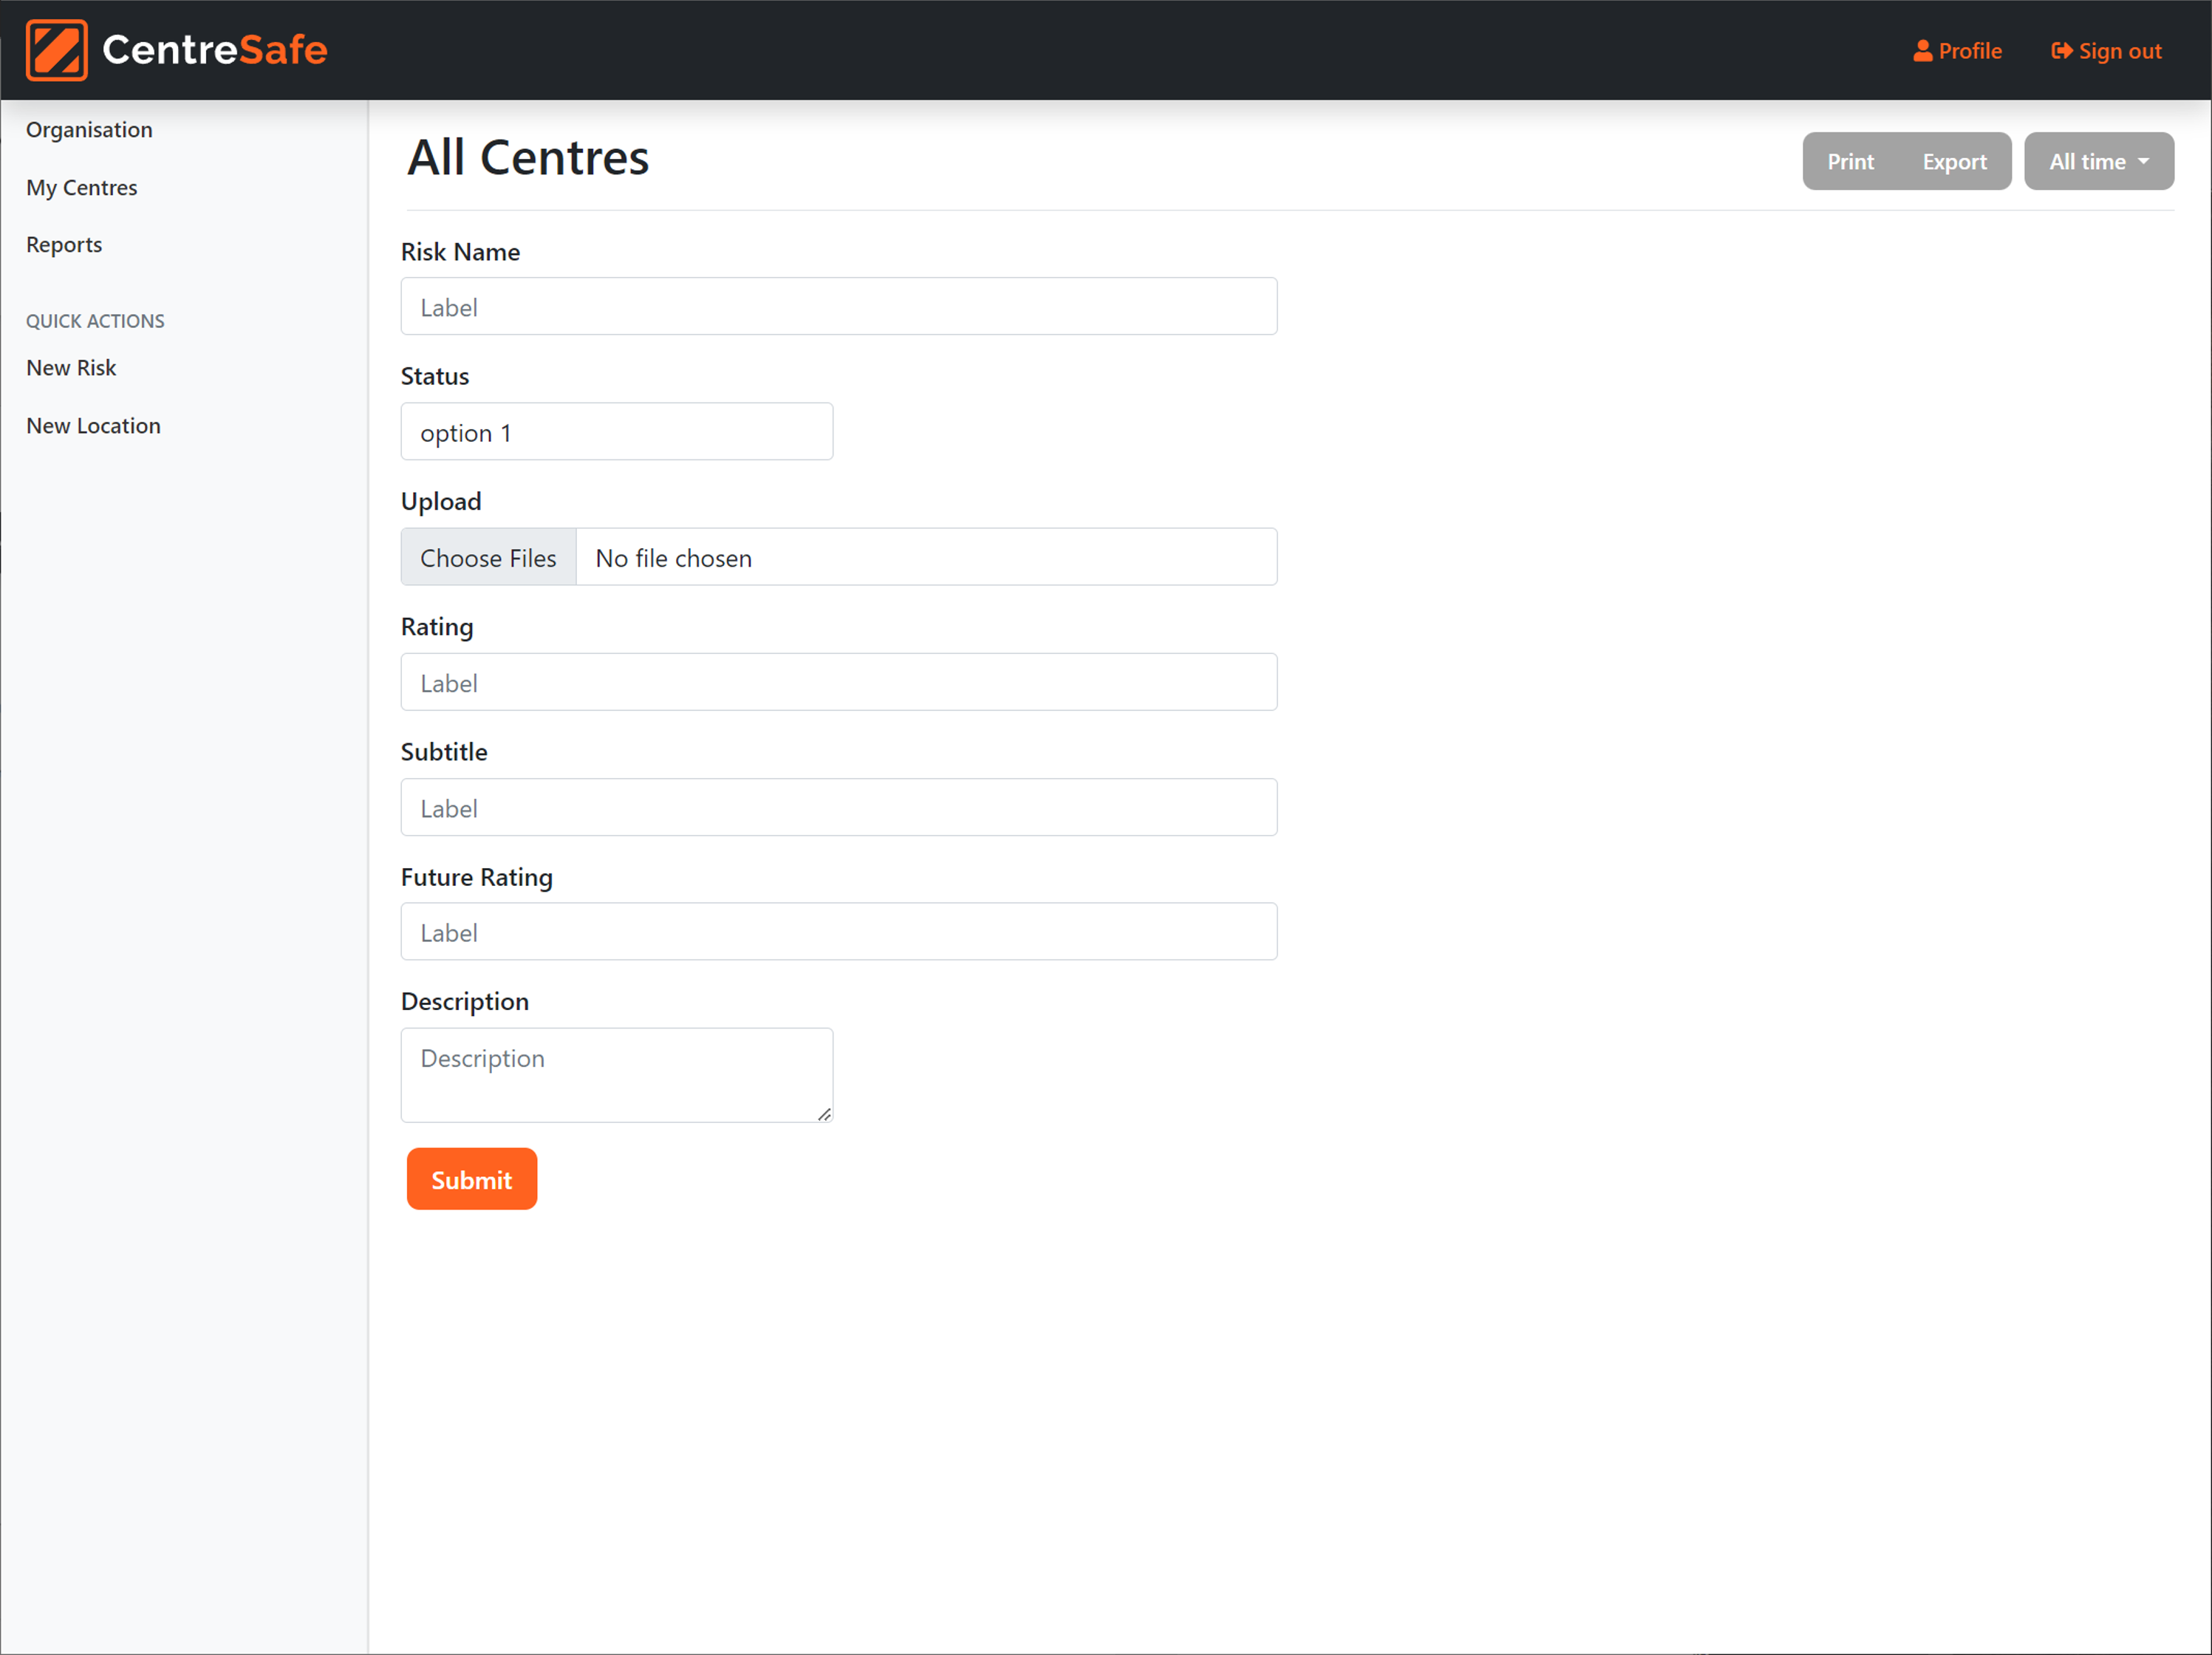 CentreSafe
Profile
Sign out
Organisation
My Centres
Reports
QUICK ACTIONS
New Risk
New Location
All Centres
Print
Export
All time
Risk Name
Label
Status
option 1
Upload
Choose Files
No file chosen
Rating
Label
Subtitle
Label
Future Rating
Label
Description
Description
Submit